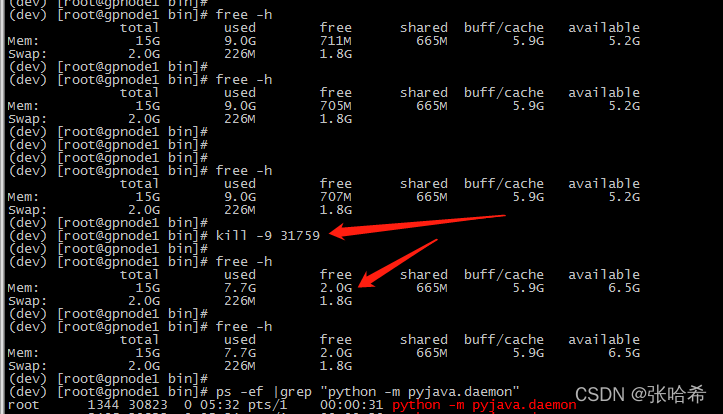 (dev) [root@gpnode1 bin]#
(dev) [root@gpnode1 bin]# free -h
total used free shared buff/cache available
Mem: 15G 9.0G 711M 665M 5.9G 5.2G
Swap: 2.0G 226M 1.8G
(dev) [root@gpnode1 bin]#
(dev) [root@gpnode1 bin]# free -h
total used free shared buff/cache available
Mem: 15G 9.0G 705M 665M 5.9G 5.2G
Swap: 2.0G 226M 1.8G
(dev) [root@gpnode1 bin]#
(dev) [root@gpnode1 bin]#
(dev) [root@gpnode1 bin]#
(dev) [root@gpnode1 bin]# free -h
total used free shared buff/cache available
Mem: 15G 9.0G 707M 665M 5.9G 5.2G
Swap: 2.0G 226M 1.8G
(dev) [root@gpnode1 bin]#
(dev) [root@gpnode1 bin]# kill -9 31759
(dev) [root@gpnode1 bin]#
(dev) [root@gpnode1 bin]# free -h
total used free shared buff/cache available
Mem: 15G 7.7G 2.0G 665M 5.9G 6.5G
Swap: 2.0G 226M 1.8G
(dev) [root@gpnode1 bin]#
(dev) [root@gpnode1 bin]# free -h
total used free shared buff/cache available
Mem: 15G 7.7G 2.0G 665M 5.9G 6.5G
Swap: 2.0G 226M 1.8G
(dev) [root@gpnode1 bin]#
(dev) [root@gpnode1 bin]# ps -ef |grep "python -m pyjava.daemon"
root 1344 30823 0 05:32 pts/1 00:00:31 python -m pyjava.daemon
CSDN @张哈希